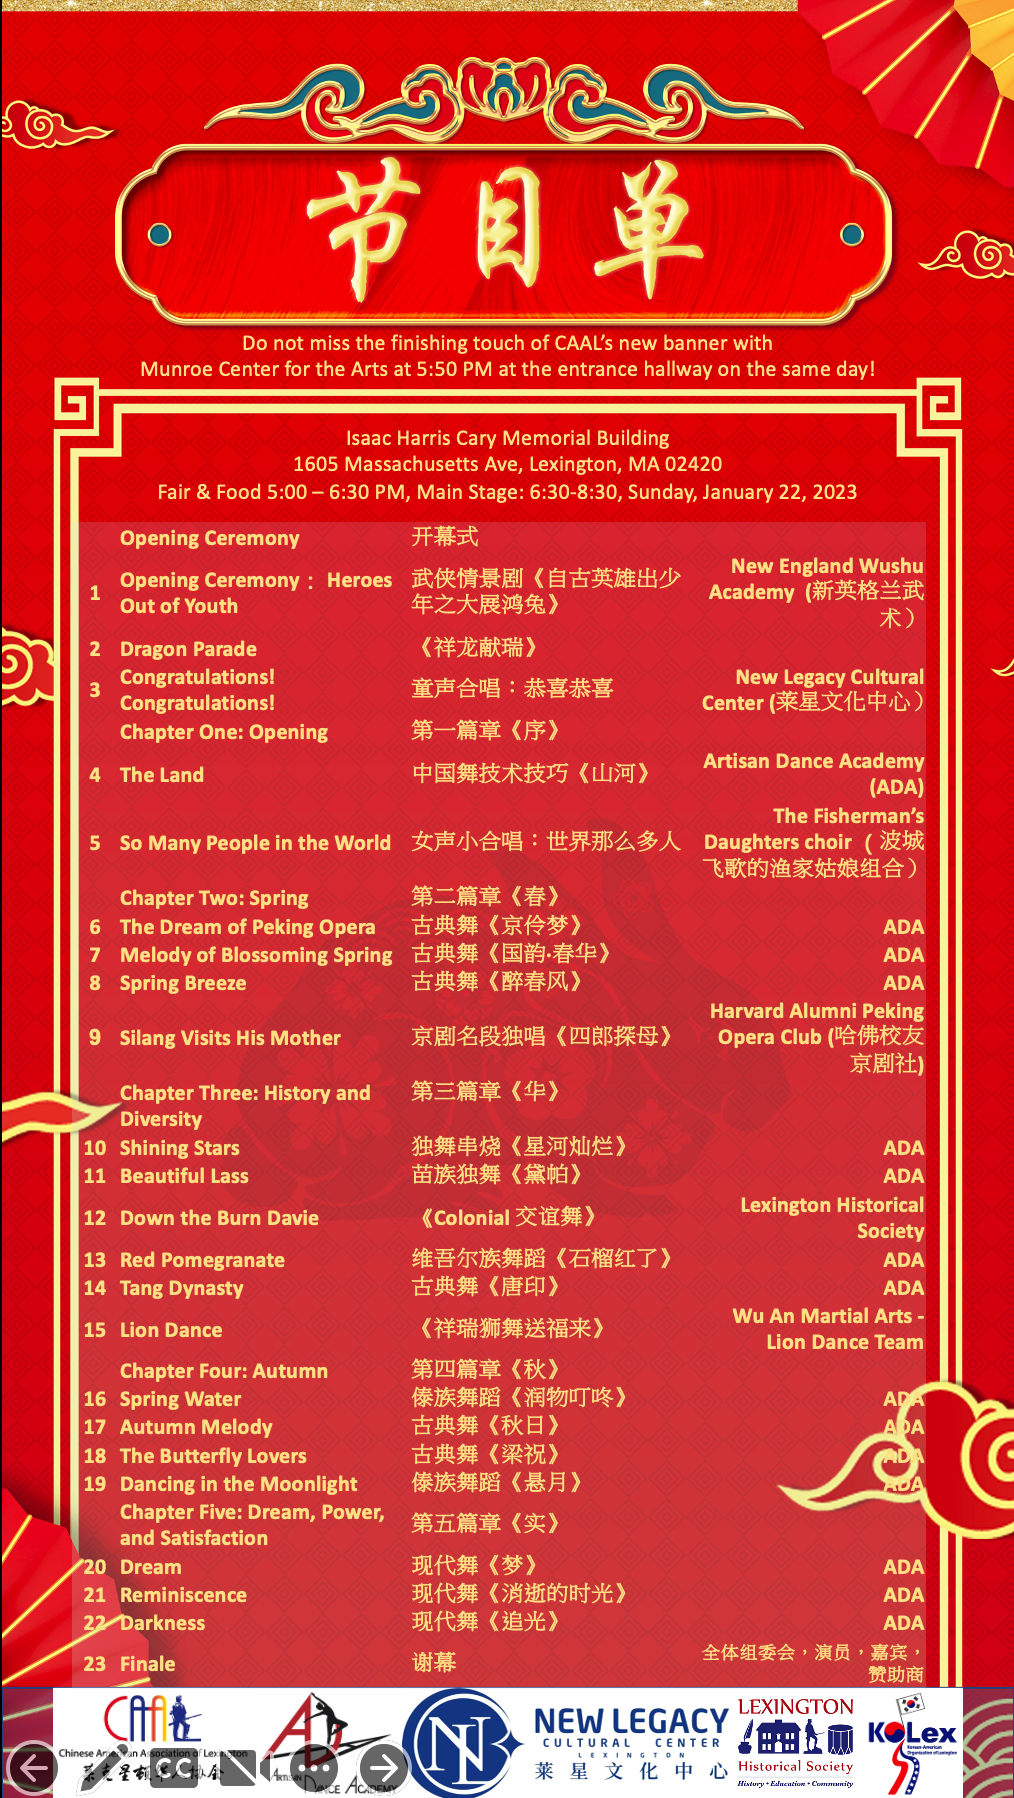 节目单
Do not miss the finishing touch of CAAL’s new banner with
Munroe Center for the Arts at 5:50 PM at the entrance hallway on the same day!
Isaac Harris Cary Memorial Building
1605 Massachusetts Ave, Lexington, MA 02420
Fair & Food 5:00 – 6:30 PM, Main Stage: 6:30-8:30, Sunday, January 22, 2023
Opening Ceremony 开幕式
1 Opening Ceremony： Heroes Out of Youth 武侠情景剧《自古英雄出少年之大展鸿兔》 New England Wushu Academy (新英格兰武术）
2 Dragon Parade 《祥龙献瑞》
3 Congratulations! Congratulations! 童声合唱：恭喜恭喜 New Legacy Cultural Center (莱星文化中心）
Chapter One: Opening 第一篇章《序》
4 The Land 中国舞技术技巧《山河》 Artisan Dance Academy (ADA)
5 So Many People in the World 女声小合唱：世界那么多人 The Fisherman’s Daughters choir （波城飞歌的渔家姑娘组合）
Chapter Two: Spring 第二篇章《春》
6 The Dream of Peking Opera 古典舞《京伶梦》 ADA
7 Melody of Blossoming Spring 古典舞《国韵·春华》 ADA
8 Spring Breeze 古典舞《醉春风》 ADA
9 Silang Visits His Mother 京剧名段独唱《四郎探母》 Harvard Alumni Peking Opera Club (哈佛校友京剧社)
Chapter Three: History and Diversity 第三篇章《华》
10 Shining Stars 独舞串烧《星河灿烂》 ADA
11 Beautiful Lass 苗族独舞《黛帕》 ADA
12 Down the Burn Davie 《Colonial 交谊舞》 Lexington Historical Society
13 Red Pomegranate 维吾尔族舞蹈《石榴红了》 ADA
14 Tang Dynasty 古典舞《唐印》 ADA
15 Lion Dance 《祥瑞狮舞送福来》 Wu An Martial Arts - Lion Dance Team
Chapter Four: Autumn 第四篇章《秋》
16 Spring Water 傣族舞蹈《润物叮咚》 ADA
17 Autumn Melody 古典舞《秋日》 ADA
18 The Butterfly Lovers 古典舞《梁祝》 ADA
19 Dancing in the Moonlight 傣族舞蹈《悬月》 ADA
Chapter Five: Dream, Power, and Satisfaction 第五篇章《实》
20 Dream 现代舞《梦》 ADA
21 Reminiscence 现代舞《消逝的时光》 ADA
22 Darkness 现代舞《追光》 ADA
23 Finale 谢幕 全体组委会，演员，嘉宾，赞助商
CAAL
Chinese American Association of Lexington
AD
Artisan Dance Academy
NEW LEGACY
CULTURAL CENTER
LEXINGTON
莱星文化中心
LEXINGTON
Historical Society
History • Education • Community
KoLex
Korean-American
Organization of Lexington